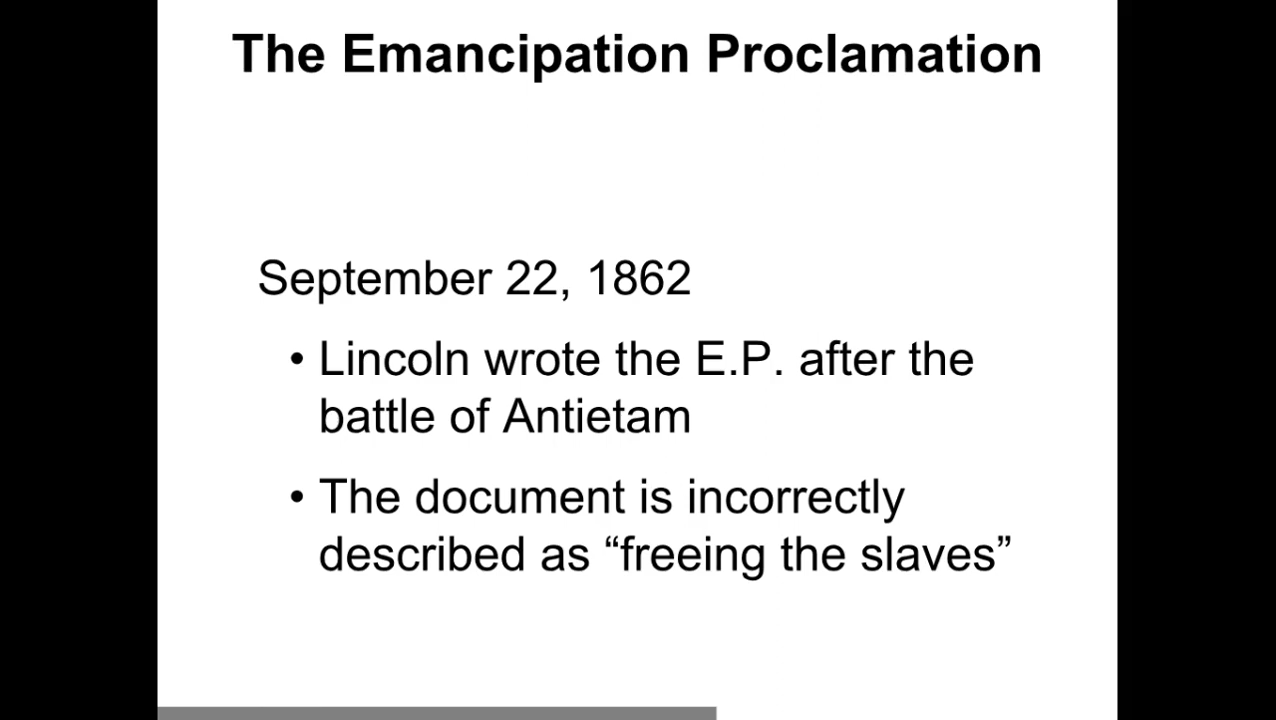 The Emancipation Proclamation
September 22, 1862
• Lincoln wrote the E.P. after the
battle of Antietam
• The document is incorrectly
described as “freeing the slaves”